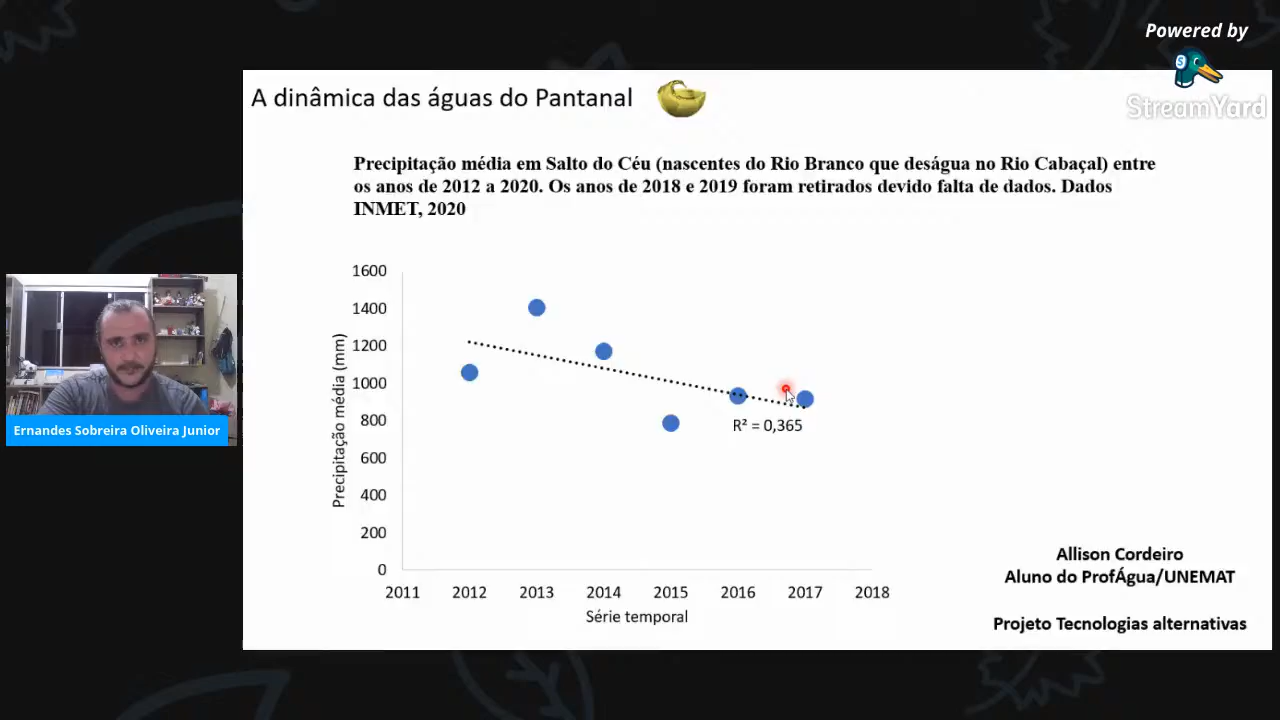 Powered by
StreamYard
A dinâmica das águas do Pantanal
Precipitação média em Salto do Céu (nascentes do Rio Branco que deságua no Rio Cabaçal) entre
os anos de 2012 a 2020. Os anos de 2018 e 2019 foram retirados devido falta de dados. Dados
INMET, 2020
Precipitação média (mm)
1600
1400
1200
1000
800
600
400
200
0
R² = 0,365
2011 2012 2013 2014 2015 2016 2017 2018
Série temporal
Ernandes Sobreira Oliveira Junior
Allison Cordeiro
Aluno do ProfÁgua/UNEMAT
Projeto Tecnologias alternativas